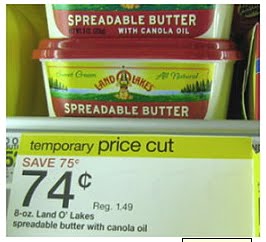 SPREADABLE BUTTER
WITH CANOLA OIL
Sweet Cream
LAND O LAKES
All Natural
SPREADABLE BUTTER
temporary price cut
SAVE 75¢
74¢
Reg. 1.49
8-oz. Land O' Lakes
spreadable butter with canola oil